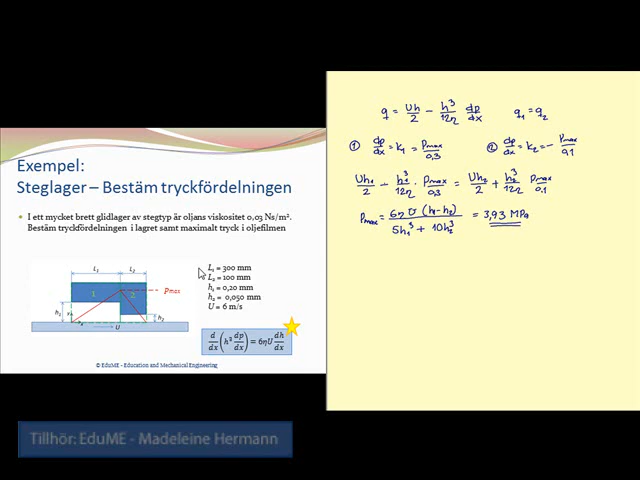 Exempel:
Steglager – Bestäm tryckfördelningen
I ett mycket brett glidlager av stegtyp är oljans viskositet 0,03 Ns/m².
Bestäm tryckfördelningen i lagret samt maximalt tryck i oljefilmen
L₁ L₂
1 2 Pmax
h₁ h₂
U
L₁ = 300 mm
L₂ = 100 mm
h₁ = 0,20 mm
h₂ = 0,050 mm
U = 6 m/s
d/dx (h³ dp/dx) = 6ηU dh/dx
© EduME - Education and Mechanical Engineering
q = Uh/2 − h³/12η dp/dx q₁ = q₂
① dp/dx = k₁ = Pmax/0,3 ② dp/dx = k₂ = − Pmax/0,1
Uh₁/2 − h₁³/12η · Pmax/0,3 = Uh₂/2 + h₂³/12η Pmax/0,1
Pmax = 6ηU (h₁−h₂)/5h₁³ + 10h₂³ = 3,93 MPa
Tillhör: EduME - Madeleine Hermann